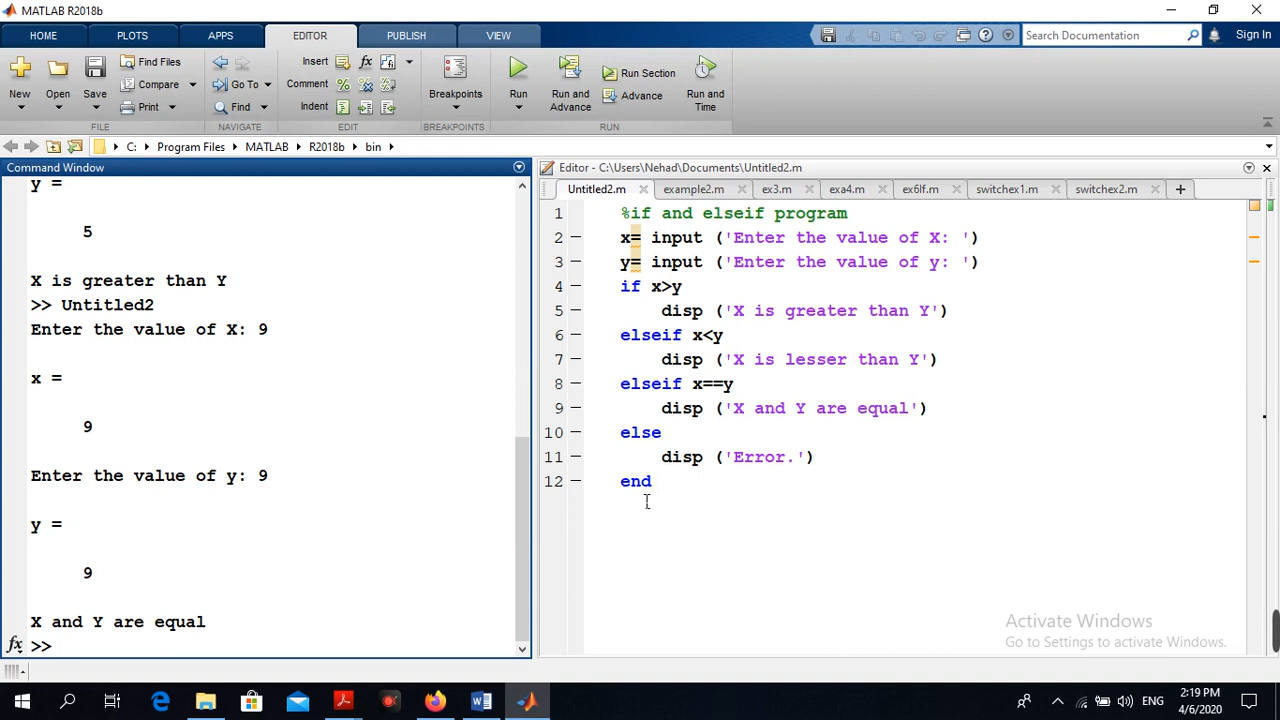 MATLAB R2018b
HOME PLOTS APPS EDITOR PUBLISH VIEW
Search Documentation
Sign In
New Open Save
Find Files
Compare
Print
Go To
Find
Insert
Comment
Indent
Breakpoints
Run
Run and Advance
Run Section
Advance
Run and Time
FILE NAVIGATE EDIT BREAKPOINTS RUN
C: Program Files MATLAB R2018b bin
Command Window
y =
5
X is greater than Y
>> Untitled2
Enter the value of X: 9
x =
9
Enter the value of y: 9
y =
9
X and Y are equal
fx >>
Editor - C:\Users\Nehad\Documents\Untitled2.m
Untitled2.m example2.m ex3.m exa4.m ex6lf.m switchex1.m switchex2.m
1 %if and elseif program
2 x= input ('Enter the value of X: ')
3 y= input ('Enter the value of y: ')
4 if x>y
5 disp ('X is greater than Y')
6 elseif x<y
7 disp ('X is lesser than Y')
8 elseif x==y
9 disp ('X and Y are equal')
10 else
11 disp ('Error.')
12 end
Activate Windows
Go to Settings to activate Windows.
ENG
2:19 PM
4/6/2020